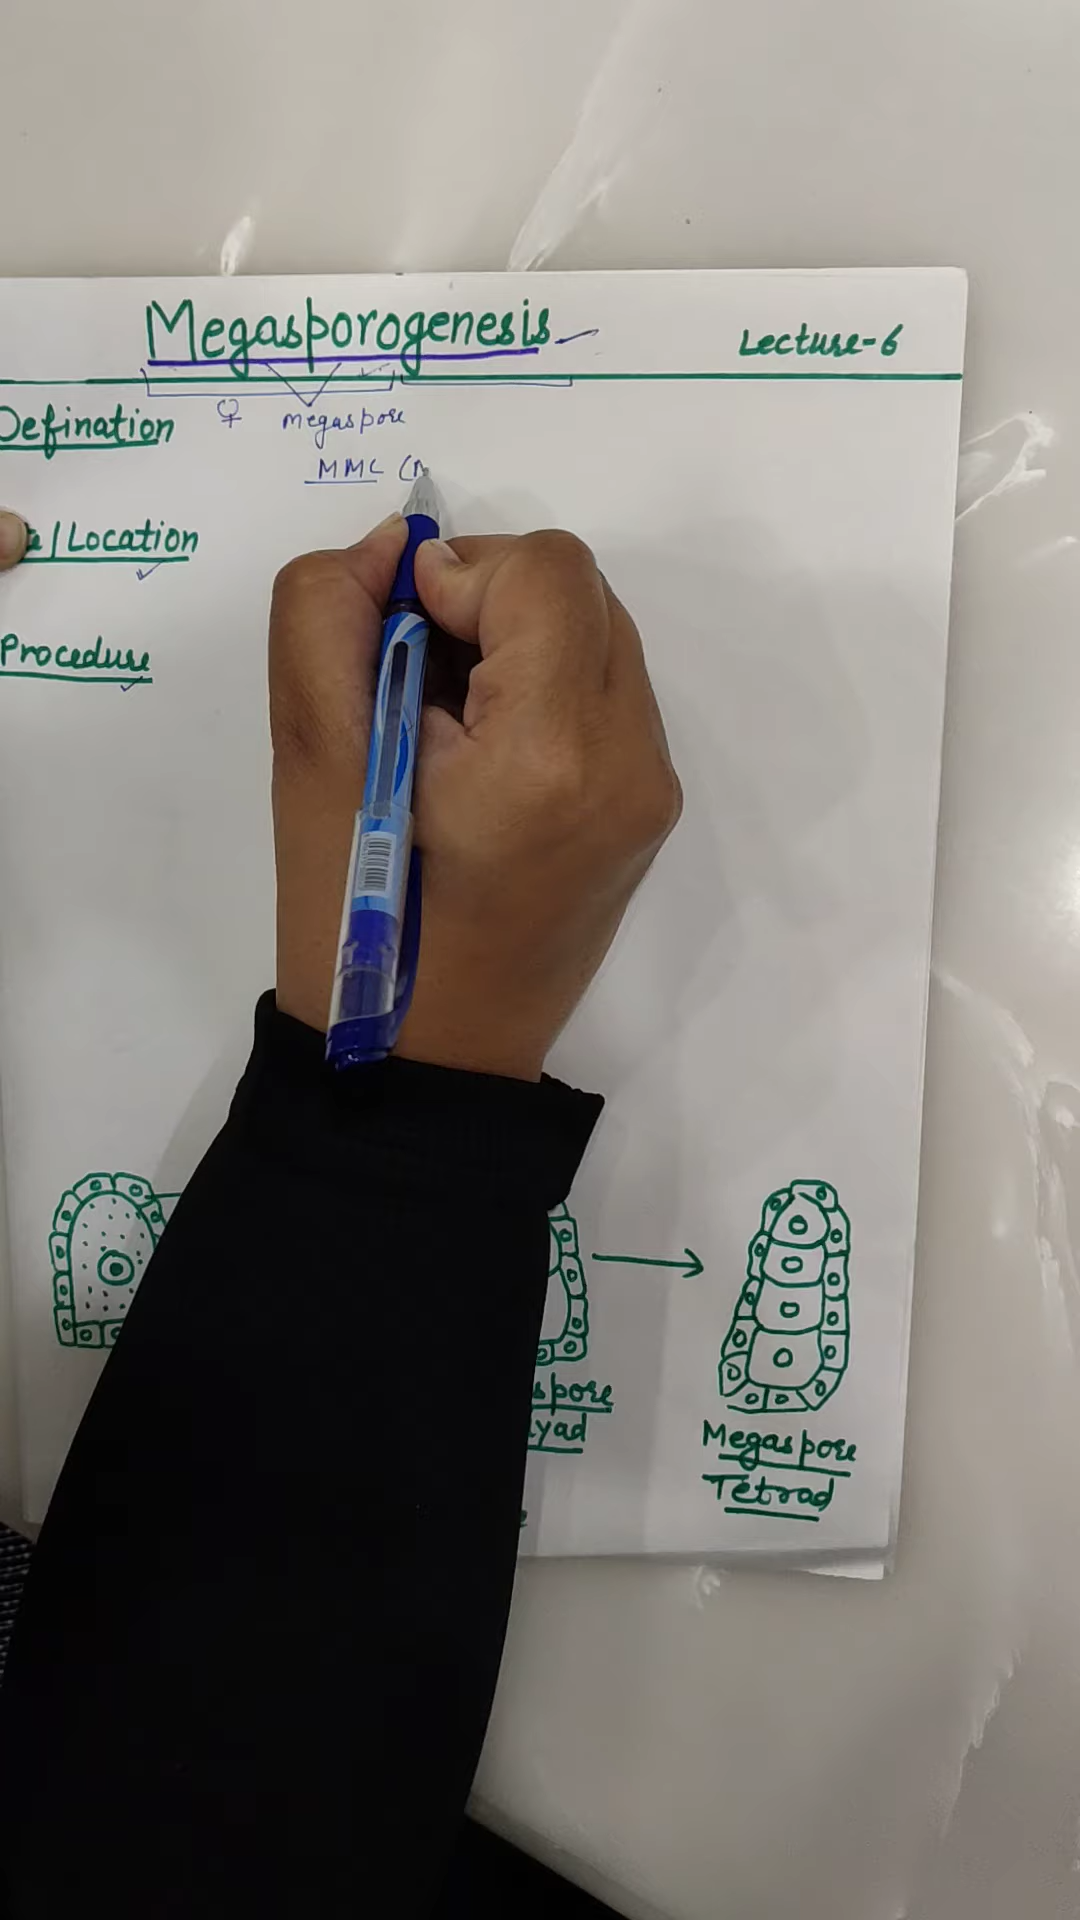 Megasporogenesis
Lecture-6
Defination
♀ megaspore
MMC (M
/Location
Procedure
spore
yad
Megaspore
Tetrad